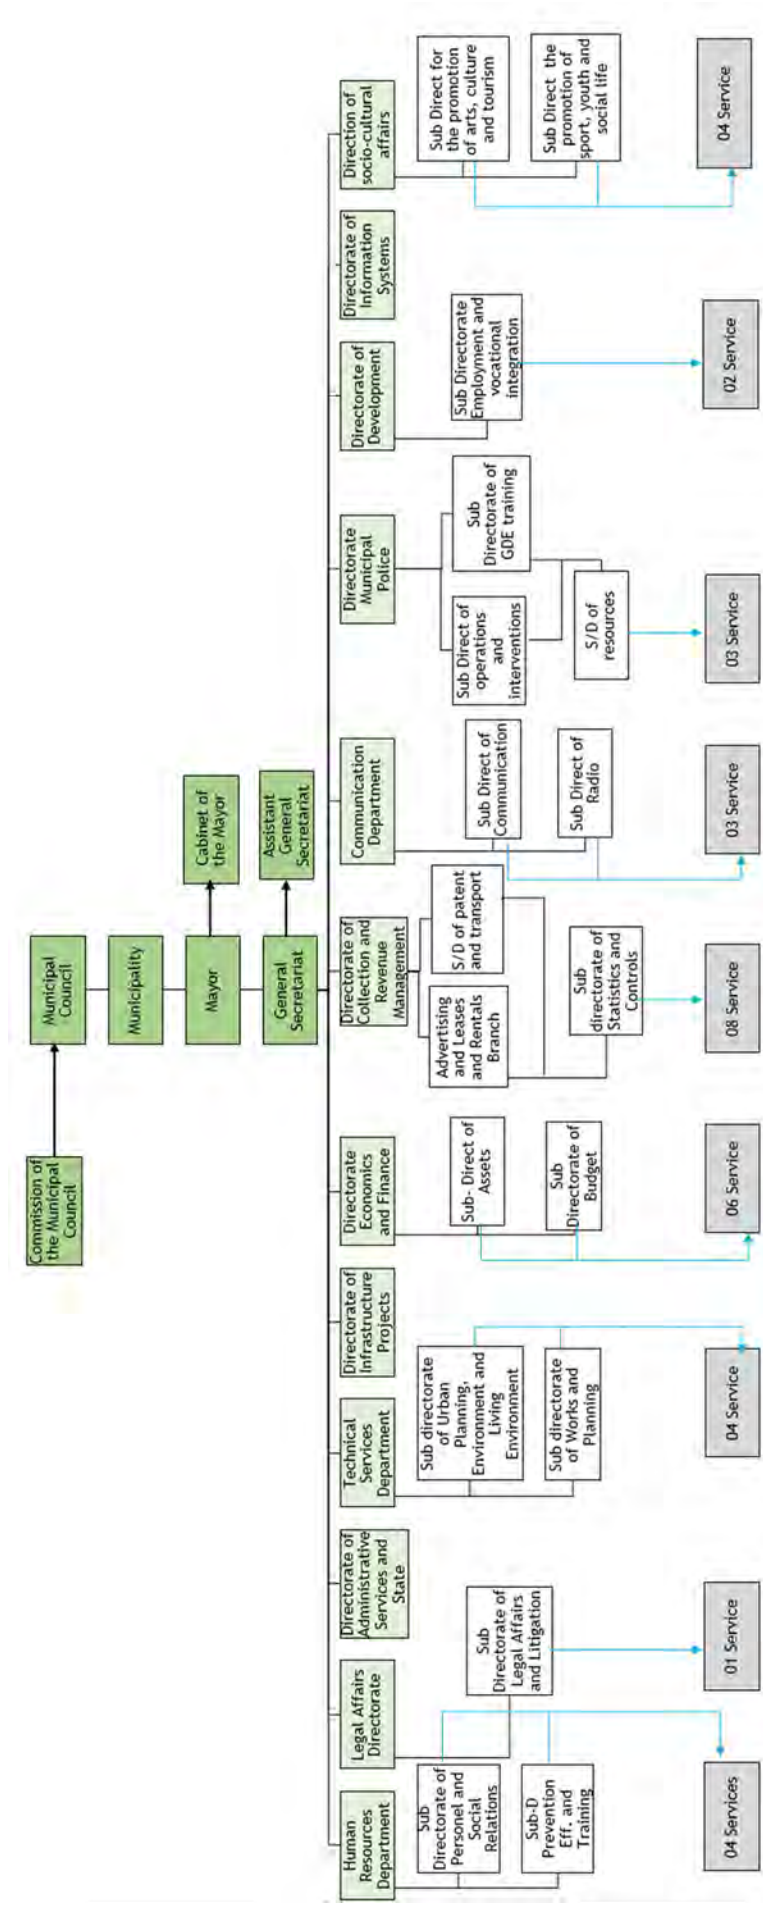 Commission of
the Municipal
Council
Municipal
Council
Municipality
Mayor
Cabinet of
the Mayor
General
Secretariat
Assistant
General
Secretariat
Human
Resources
Department
Legal Affairs
Directorate
Directorate of
Administrative
Services and
State
Technical
Services
Department
Directorate of
Infrastructure
Projects
Directorate
Economics
and Finance
Directorate of
Collection and
Revenue
Management
Communication
Department
Directorate
Municipal
Police
Directorate of
Development
Directorate of
Information
Systems
Direction of
socio-cultural
affairs
Sub
Directorate of
Personel and
Social
Relations
Sub-D
Prevention
Eff. and
Training
Sub
Directorate of
Legal Affairs
and Litigation
Sub directorate
of Urban
Planning,
Environment and
Living
Environment
Sub directorate
of Works and
Planning
Sub- Direct of
Assets
Sub
Directorate of
Budget
Advertising
and Leases
and Rentals
Branch
S/D of patent
and transport
Sub
directorate of
Statistics and
Controls
Sub Direct of
Communication
Sub Direct of
Radio
Sub Direct of
operations
and
interventions
Sub
Directorate of
GDE training
S/D of
resources
Sub Directorate
Employment and
vocational
integration
Sub Direct for
the promotion
of arts, culture
and tourism
Sub Direct the
promotion of
sport, youth and
social life
04 Services
01 Service
04 Service
06 Service
08 Service
03 Service
03 Service
02 Service
04 Service